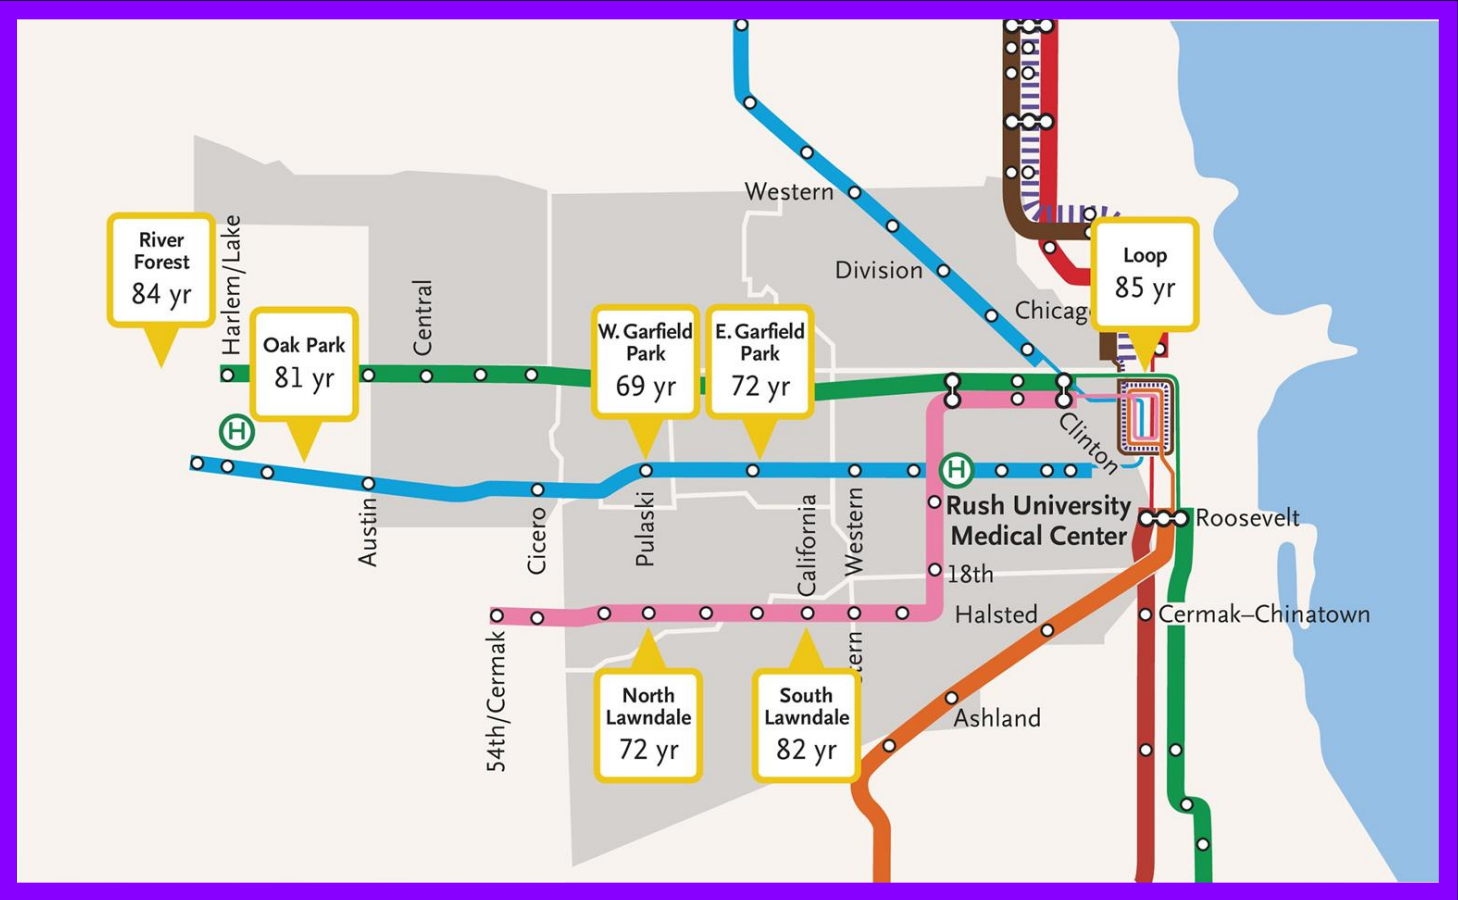 Western
Division
Chicag
River
Forest
84 yr
Harlem/Lake
Oak Park
81 yr
Central
W. Garfield
Park
69 yr
E. Garfield
Park
72 yr
Loop
85 yr
H
Clinton
H
Rush University
Medical Center
Austin
Cicero
Pulaski
California
Western
Roosevelt
18th
Halsted
Cermak–Chinatown
54th/Cermak
North
Lawndale
72 yr
South
Lawndale
82 yr
stern
Ashland